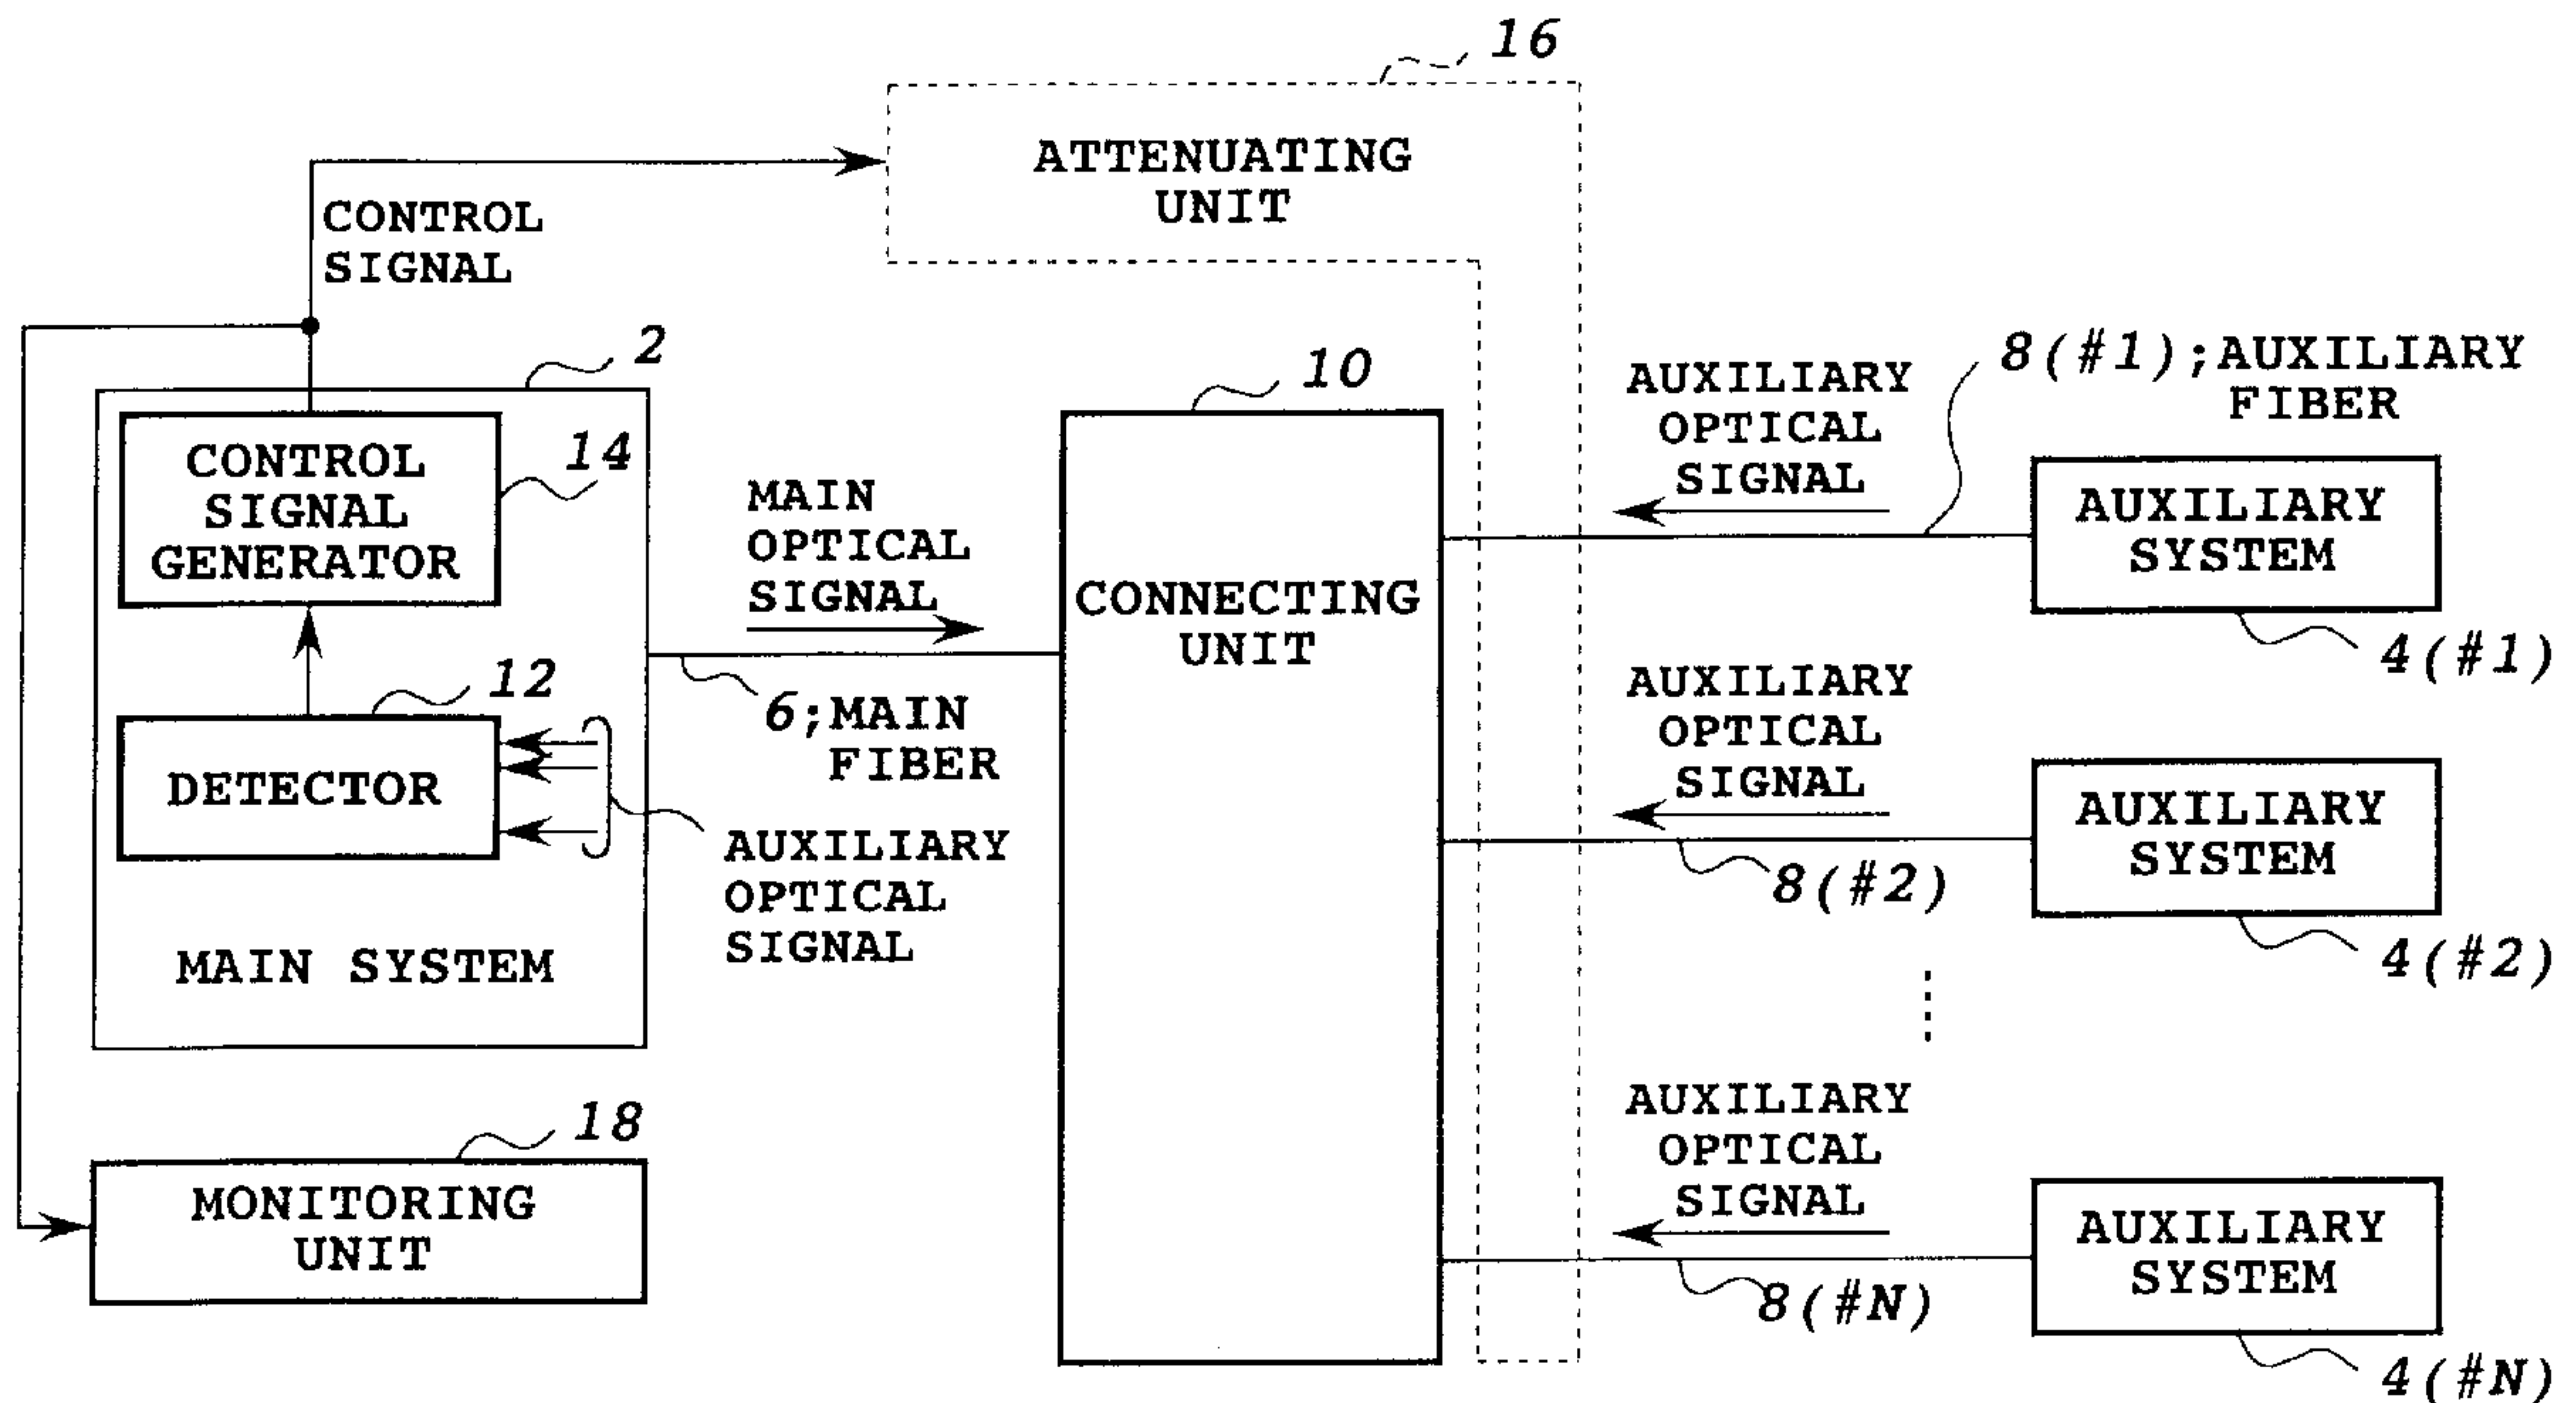 16
ATTENUATING
UNIT
CONTROL
SIGNAL
2
CONTROL
SIGNAL
GENERATOR
14
12
DETECTOR
MAIN SYSTEM
AUXILIARY
OPTICAL
SIGNAL
18
MONITORING
UNIT
MAIN
OPTICAL
SIGNAL
6;MAIN
FIBER
10
CONNECTING
UNIT
AUXILIARY
OPTICAL
SIGNAL
8(#1);AUXILIARY
FIBER
AUXILIARY
SYSTEM
4(#1)
AUXILIARY
OPTICAL
SIGNAL
8(#2)
AUXILIARY
SYSTEM
4(#2)
AUXILIARY
OPTICAL
SIGNAL
8(#N)
AUXILIARY
SYSTEM
4(#N)